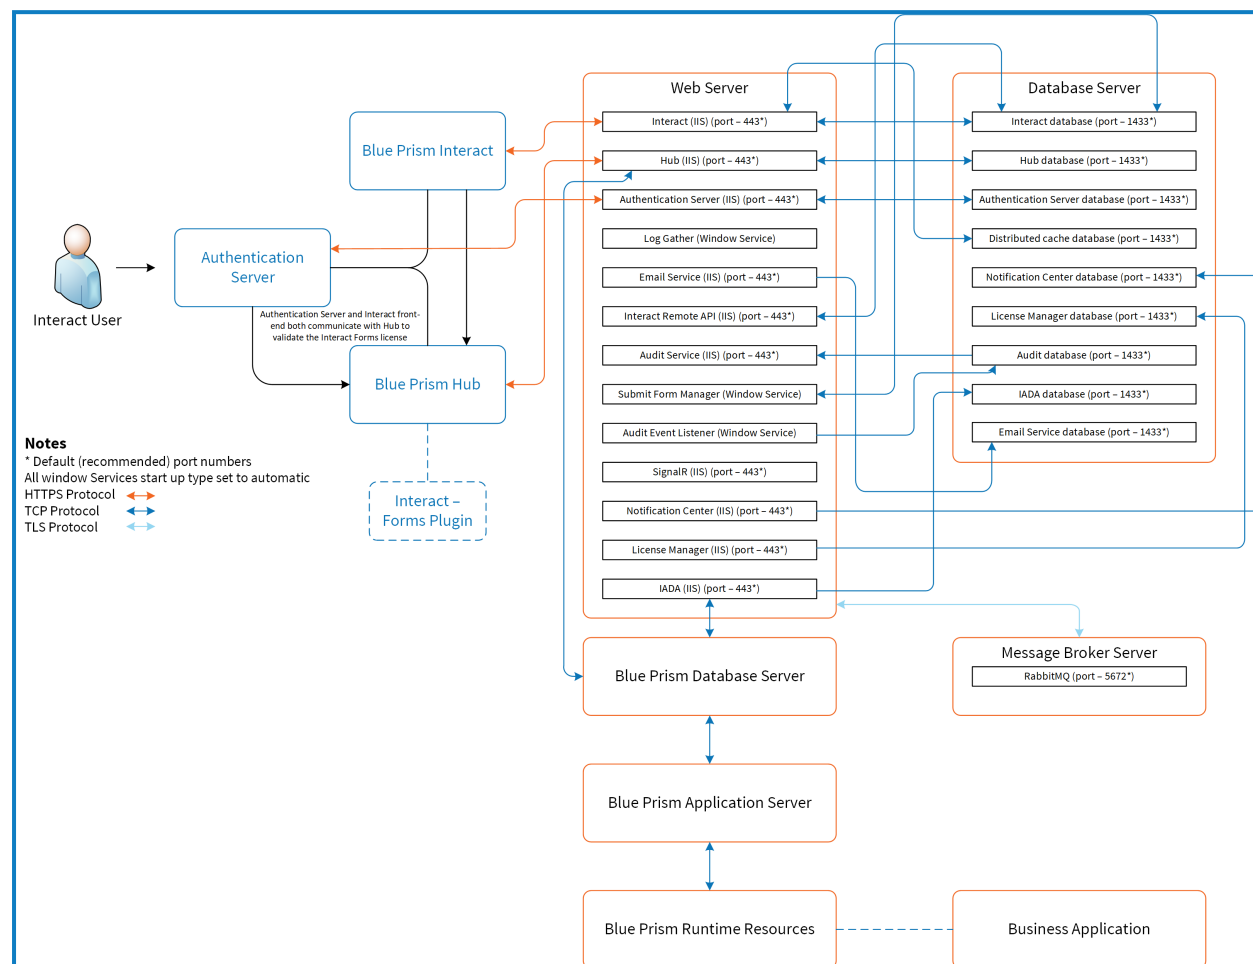 Web Server
Database Server
Interact (IIS) (port – 443*)
Interact database (port – 1433*)
Blue Prism Interact
Hub (IIS) (port – 443*)
Hub database (port – 1433*)
Authentication Server (IIS) (port – 443*)
Authentication Server database (port – 1433*)
Log Gather (Window Service)
Distributed cache database (port – 1433*)
Authentication
Server
Email Service (IIS) (port – 443*)
Notification Center database (port – 1433*)
Interact User
Authentication Server and Interact front-
end both communicate with Hub to
validate the Interact Forms license
Interact Remote API (IIS) (port – 443*)
License Manager database (port – 1433*)
Audit Service (IIS) (port – 443*)
Audit database (port – 1433*)
Blue Prism Hub
Submit Form Manager (Window Service)
IADA database (port – 1433*)
Audit Event Listener (Window Service)
Email Service database (port – 1433*)
Notes
* Default (recommended) port numbers
All window Services start up type set to automatic
HTTPS Protocol
TCP Protocol
TLS Protocol
SignalR (IIS) (port – 443*)
Interact –
Forms Plugin
Notification Center (IIS) (port – 443*)
License Manager (IIS) (port – 443*)
IADA (IIS) (port – 443*)
Blue Prism Database Server
Message Broker Server
RabbitMQ (port – 5672*)
Blue Prism Application Server
Blue Prism Runtime Resources
Business Application